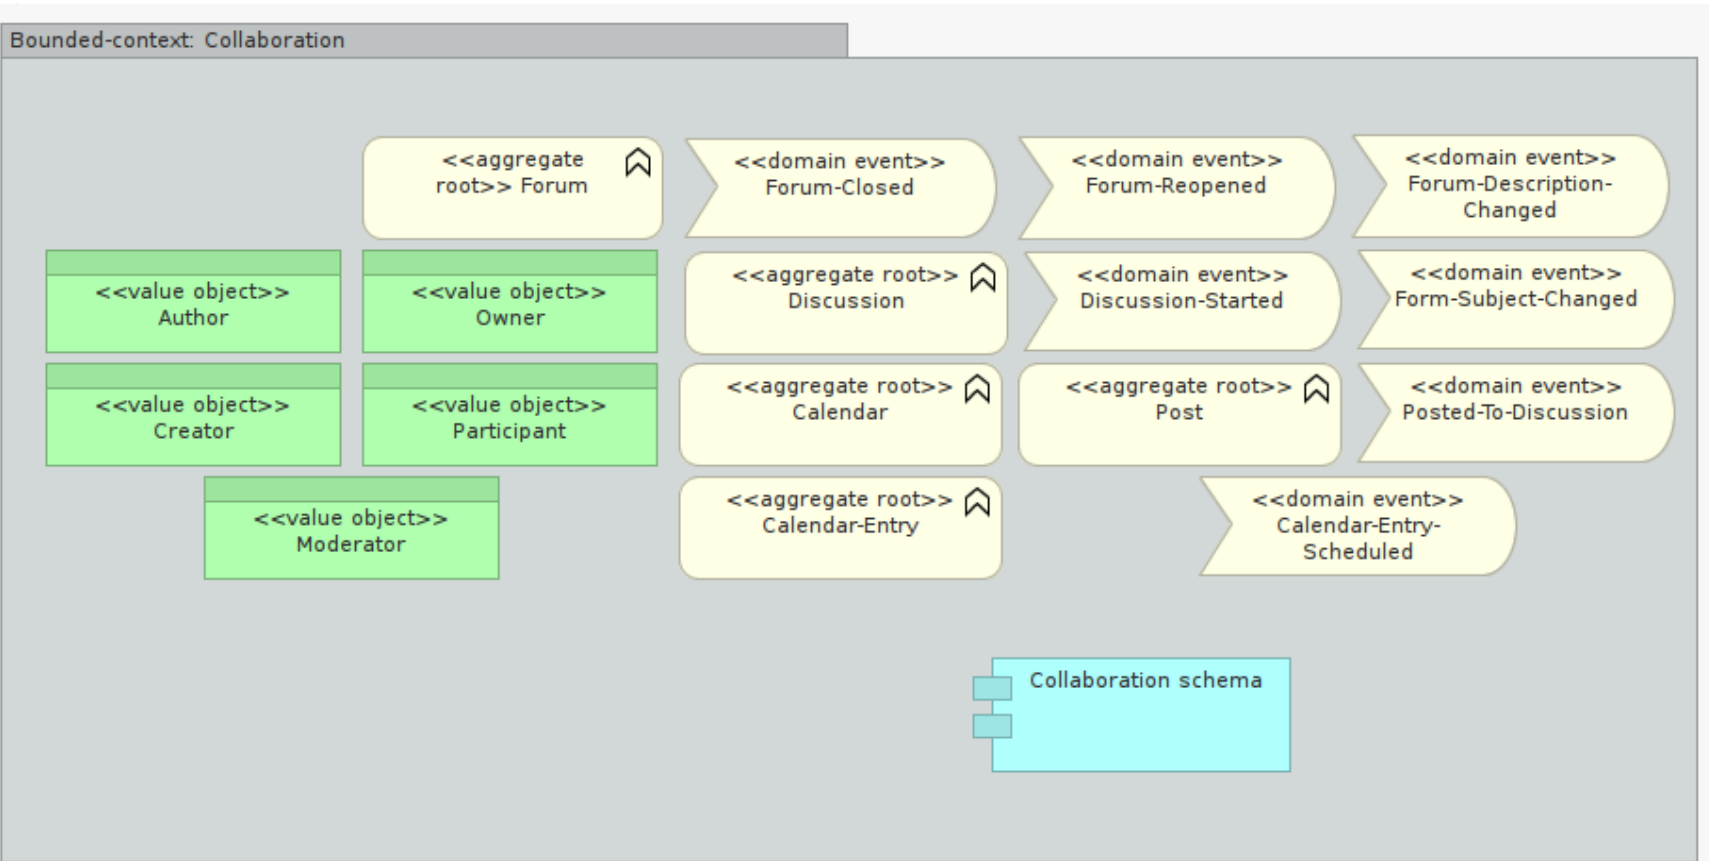 Bounded-context: Collaboration
<<aggregate
root>> Forum
<<domain event>>
Forum-Closed
<<domain event>>
Forum-Reopened
<<domain event>>
Forum-Description-
Changed
<<value object>>
Author
<<value object>>
Owner
<<aggregate root>>
Discussion
<<domain event>>
Discussion-Started
<<domain event>>
Form-Subject-Changed
<<value object>>
Creator
<<value object>>
Participant
<<aggregate root>>
Calendar
<<aggregate root>>
Post
<<domain event>>
Posted-To-Discussion
<<value object>>
Moderator
<<aggregate root>>
Calendar-Entry
<<domain event>>
Calendar-Entry-
Scheduled
Collaboration schema